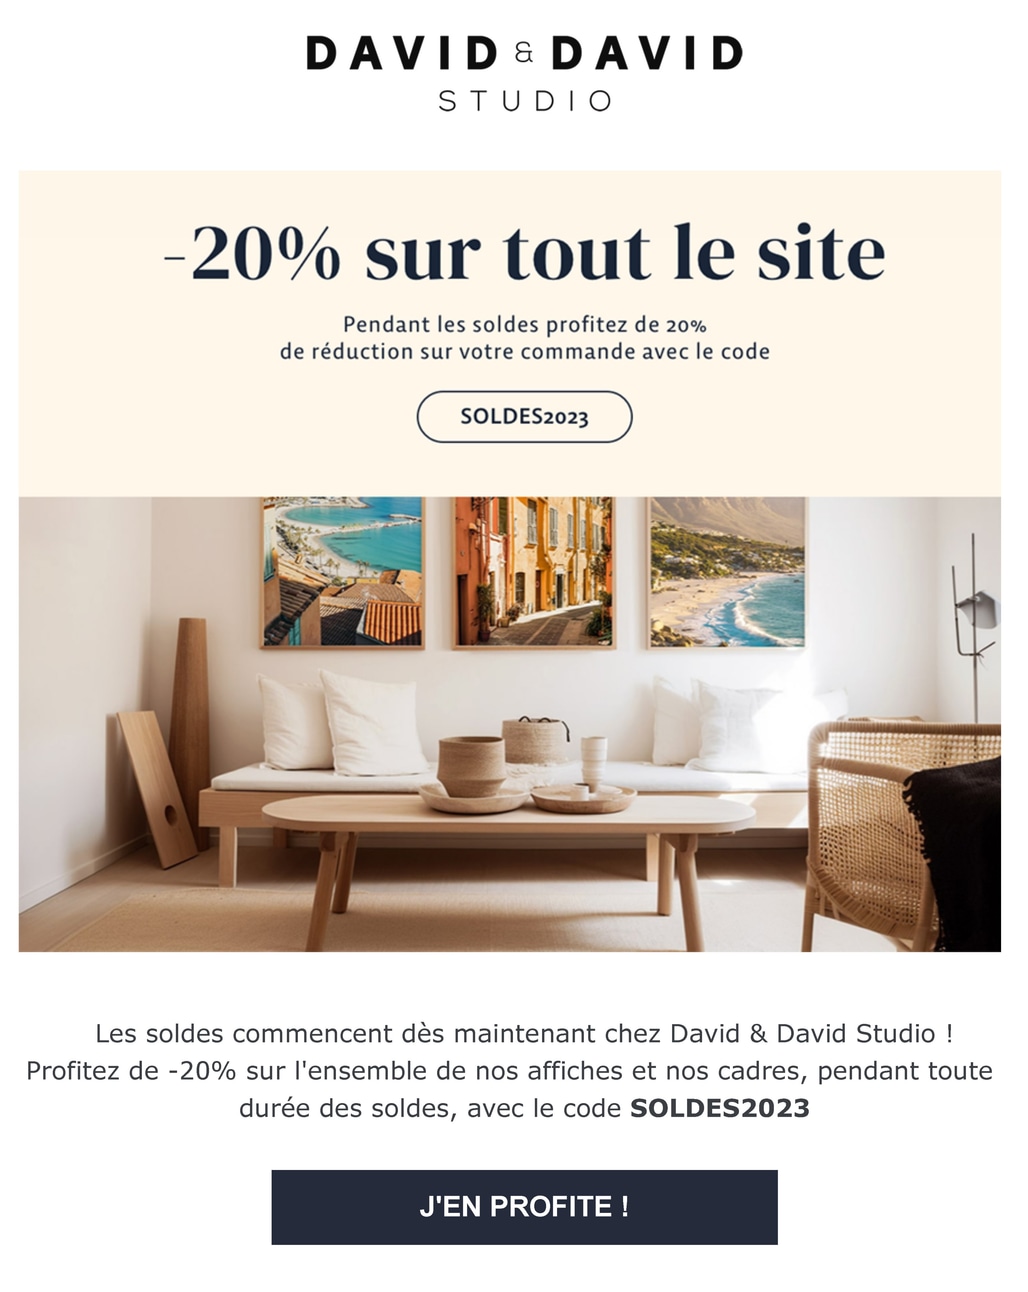 DAVID & DAVID
STUDIO
-20% sur tout le site
Pendant les soldes profitez de 20%
de réduction sur votre commande avec le code
SOLDES2023
Les soldes commencent dès maintenant chez David & David Studio !
Profitez de -20% sur l'ensemble de nos affiches et nos cadres, pendant toute
durée des soldes, avec le code SOLDES2023
J'EN PROFITE !